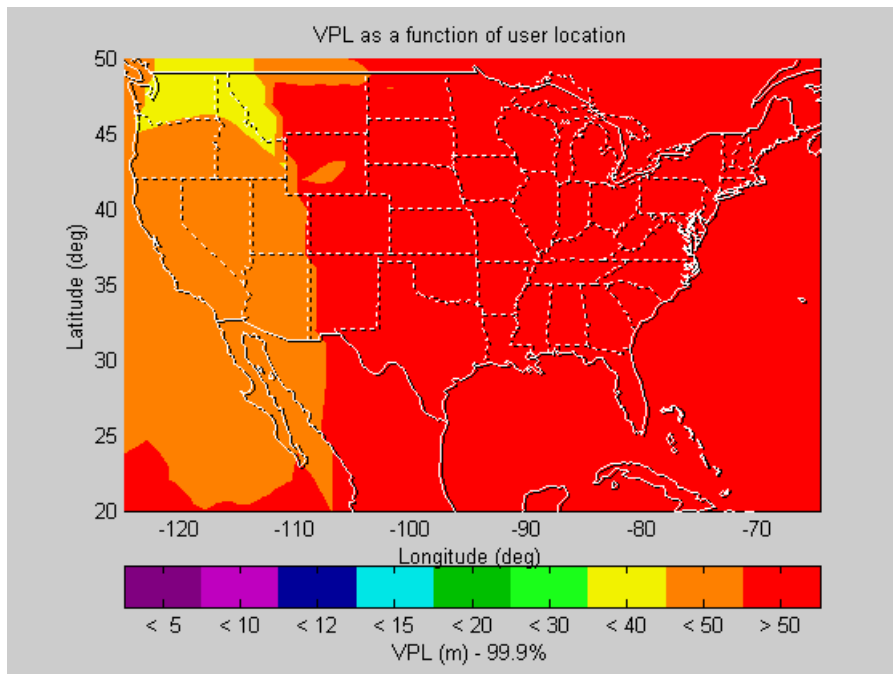 VPL as a function of user location
50
45
40
35
30
25
20
Latitude (deg)
-120 -110 -100 -90 -80 -70
Longitude (deg)
< 5 < 10 < 12 < 15 < 20 < 30 < 40 < 50 > 50
VPL (m) - 99.9%